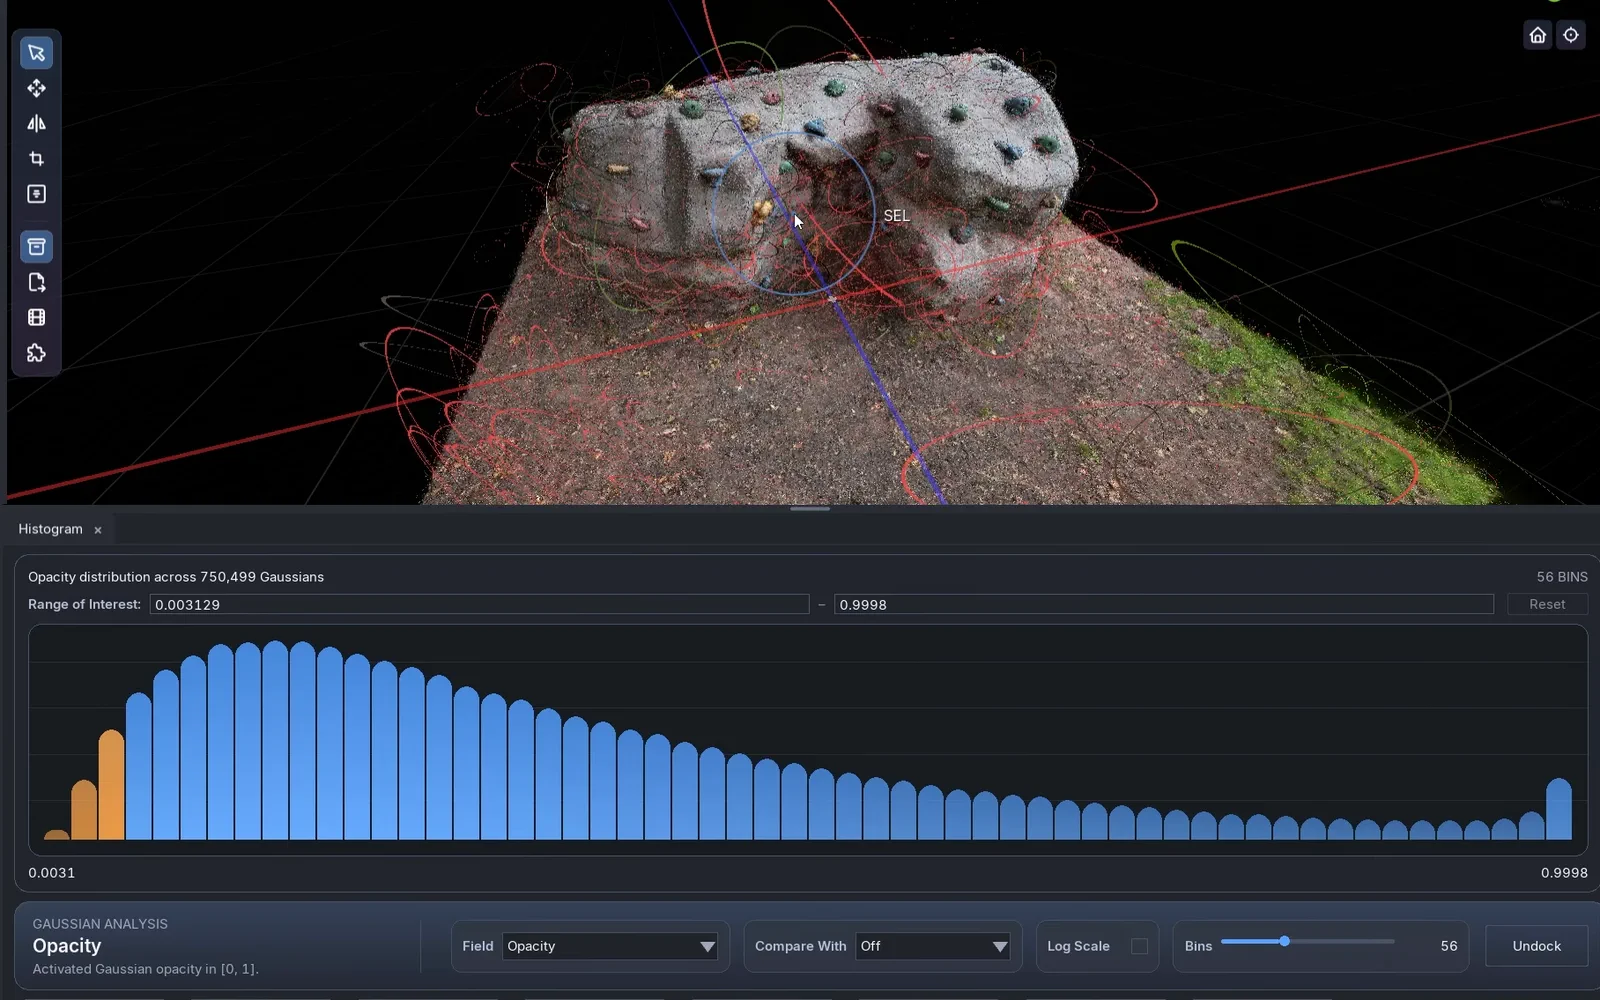 SEL
Histogram ×
Opacity distribution across 750,499 Gaussians
56 BINS
Range of Interest: 0.003129 – 0.9998 Reset
0.0031 0.9998
GAUSSIAN ANALYSIS
Opacity
Activated Gaussian opacity in [0, 1].
Field Opacity
Compare With Off
Log Scale
Bins 56
Undock